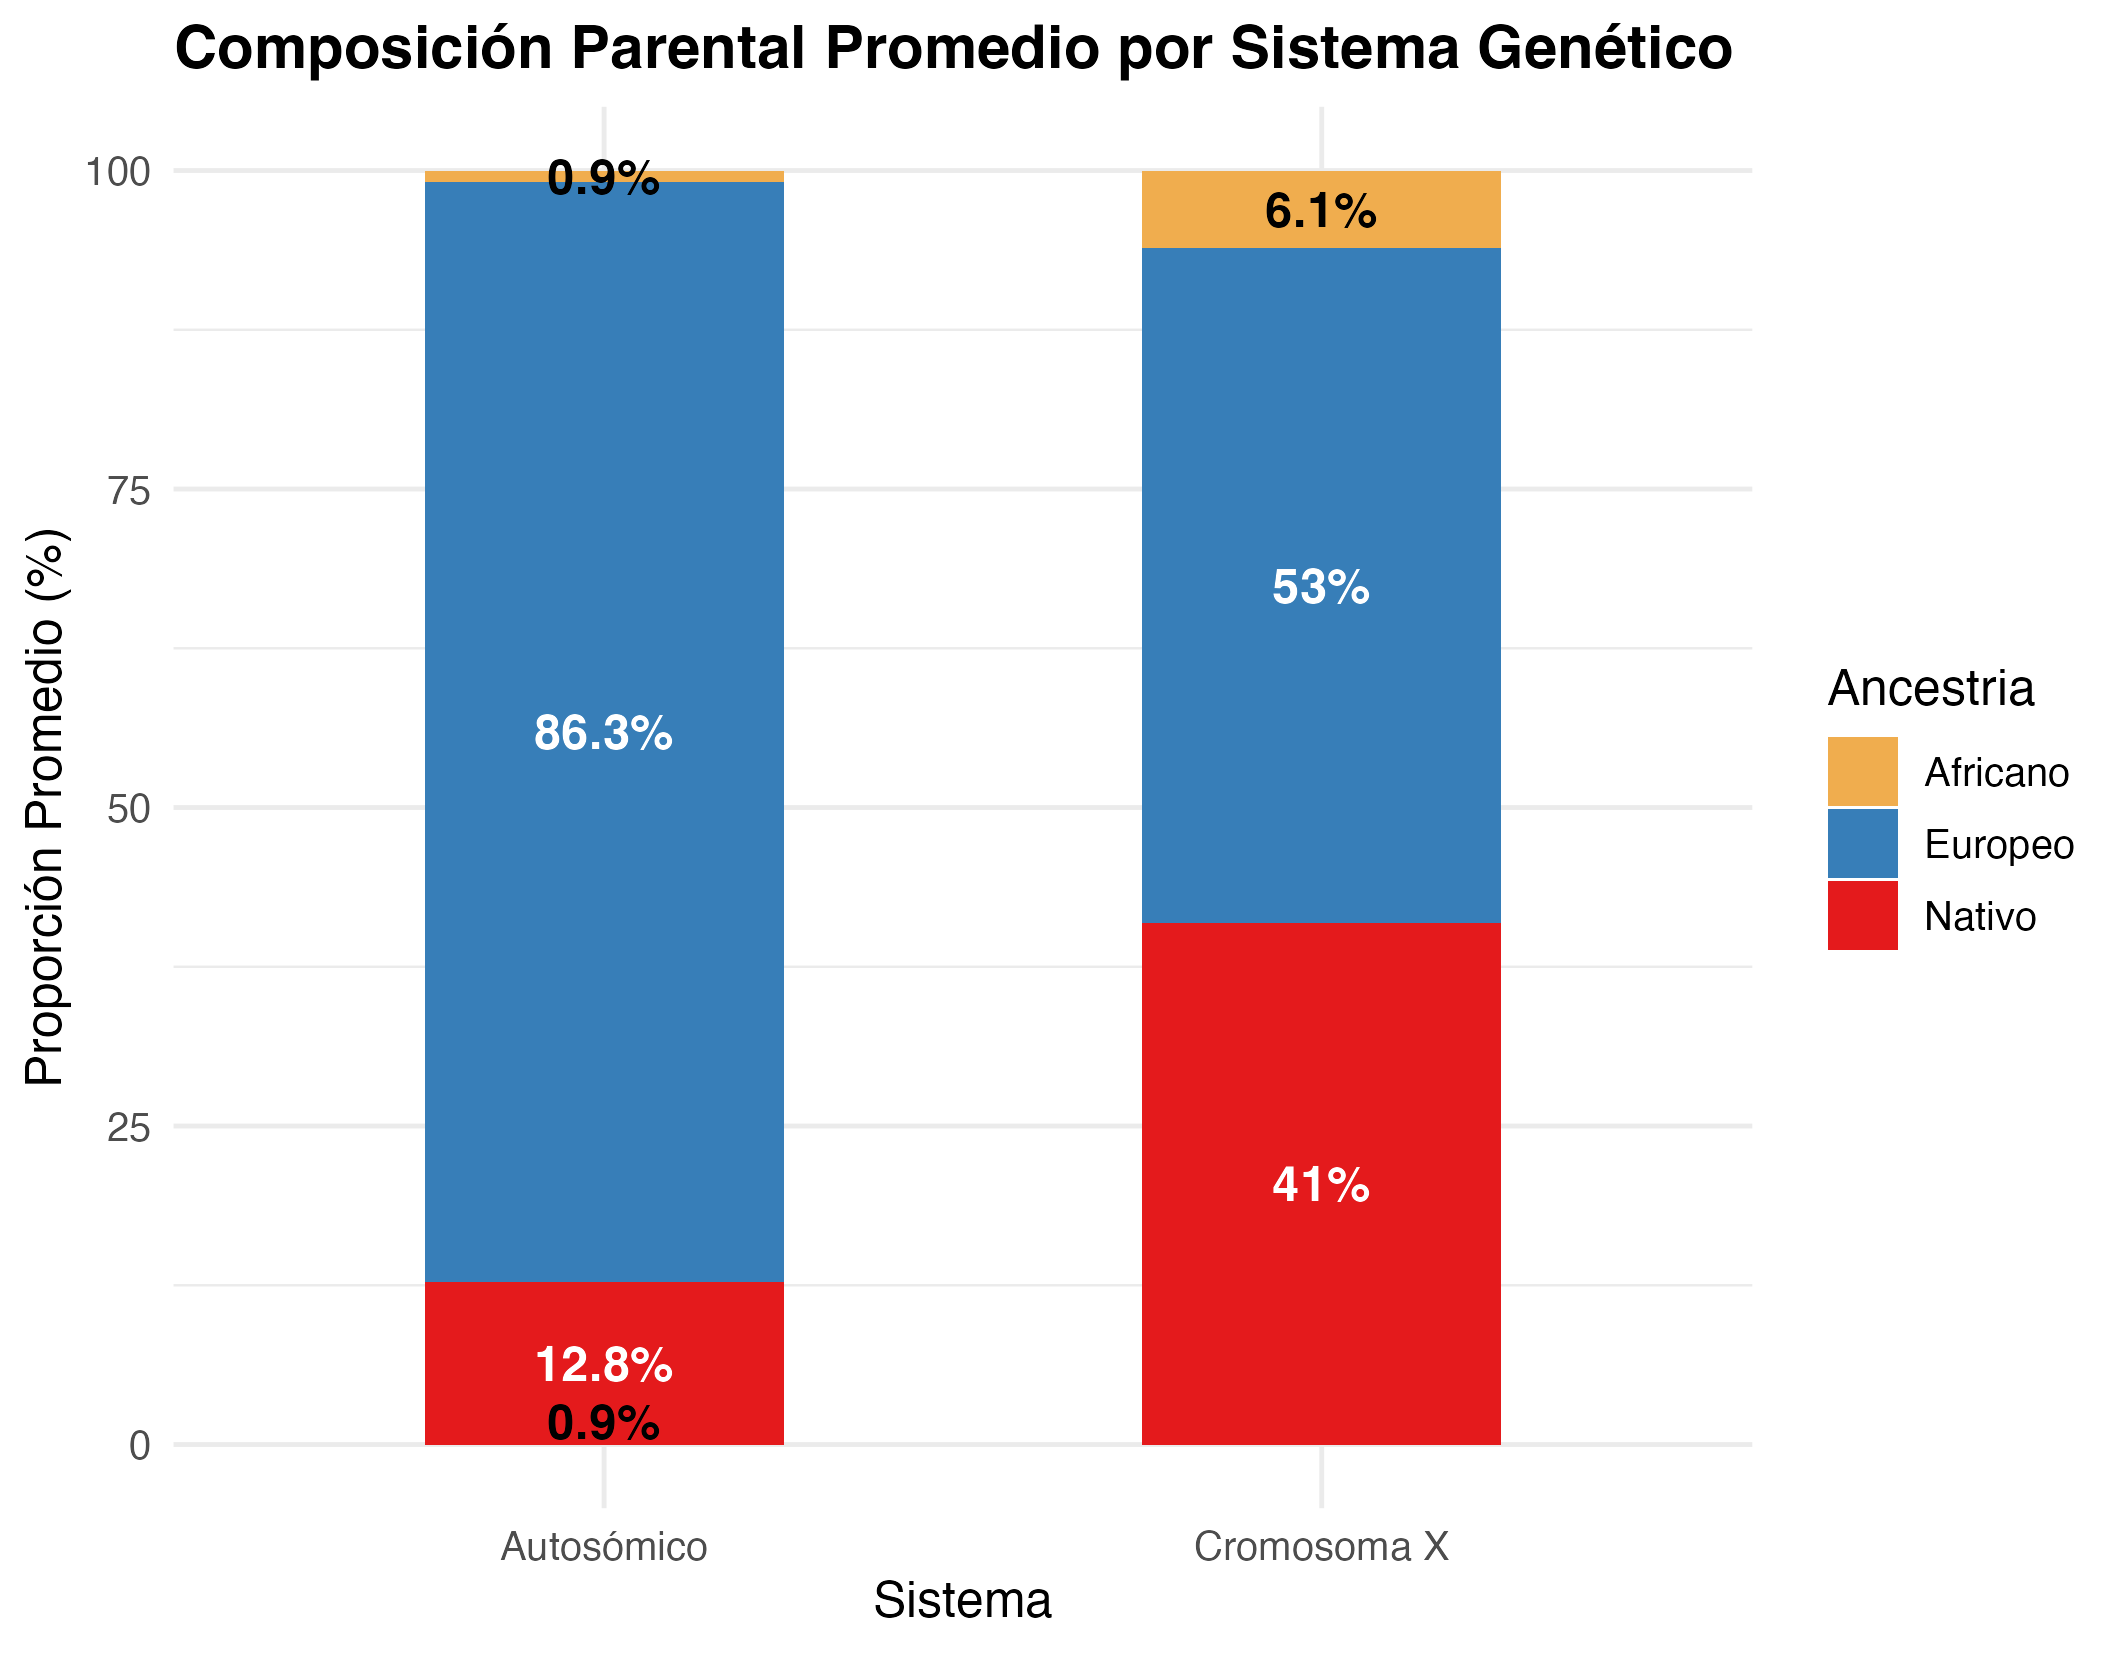 Composición Parental Promedio por Sistema Genético
Proporción Promedio (%)
100
75
50
25
0
0.9%
86.3%
12.8%
0.9%
6.1%
53%
41%
Autosómico
Cromosoma X
Sistema
Ancestria
Africano
Europeo
Nativo